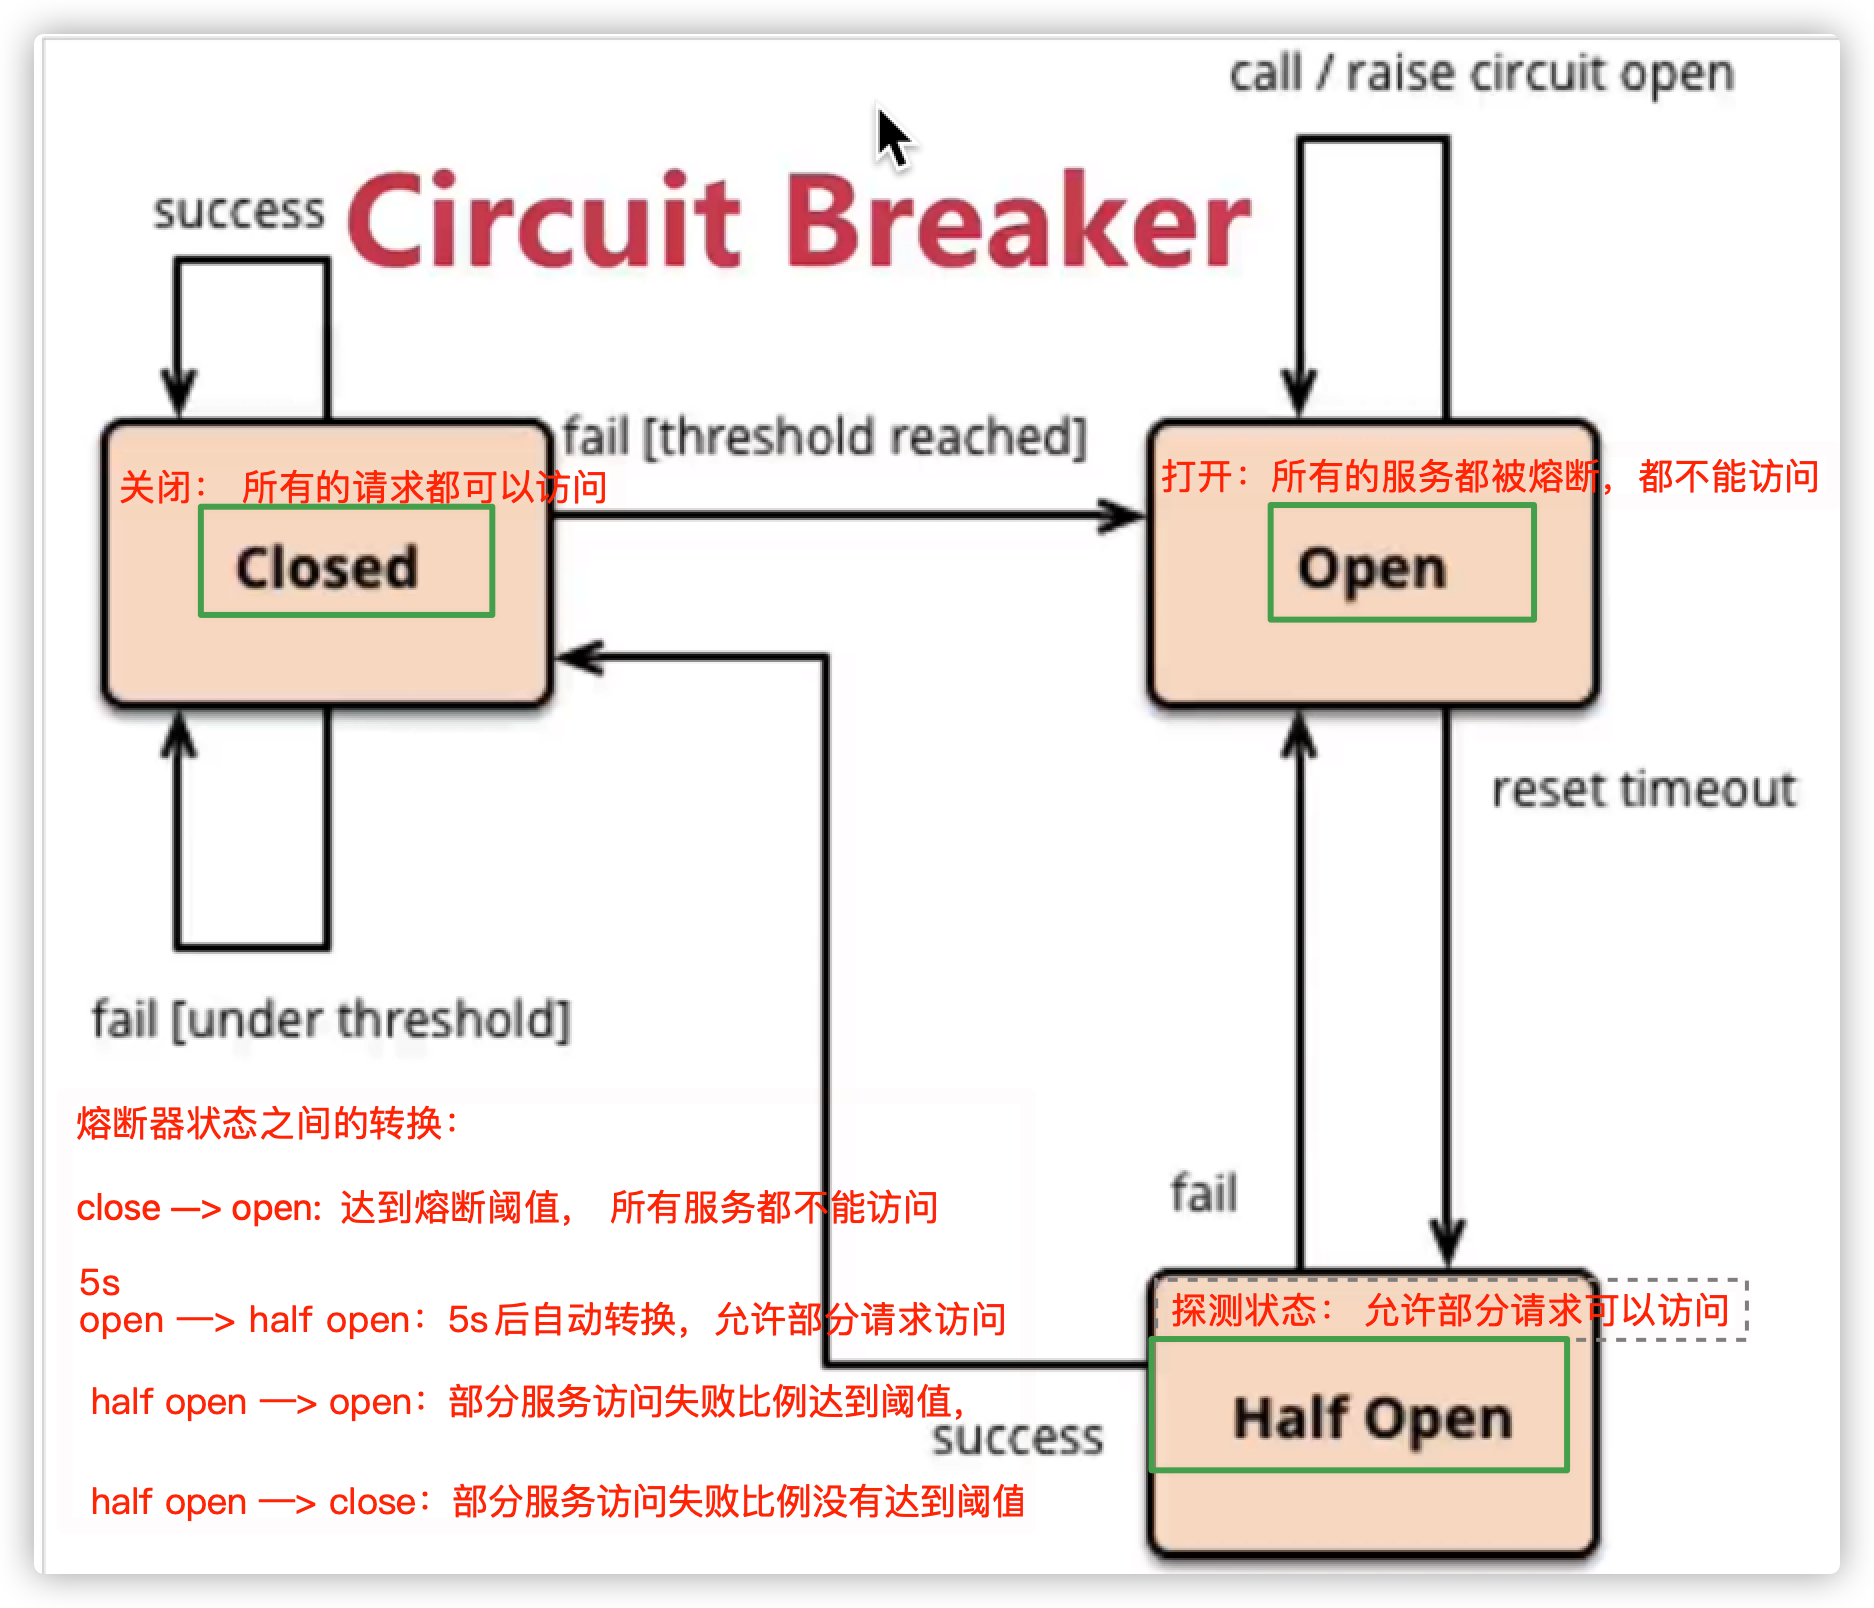 call / raise circuit open
success
Circuit Breaker
fail [threshold reached]
关闭： 所有的请求都可以访问
打开：所有的服务都被熔断，都不能访问
Closed
Open
reset timeout
fail [under threshold]
熔断器状态之间的转换：
close —> open: 达到熔断阈值， 所有服务都不能访问
fail
5s
open —> half open：5s后自动转换，允许部分请求访问
探测状态： 允许部分请求可以访问
half open —> open：部分服务访问失败比例达到阈值，
Half Open
success
half open —> close：部分服务访问失败比例没有达到阈值